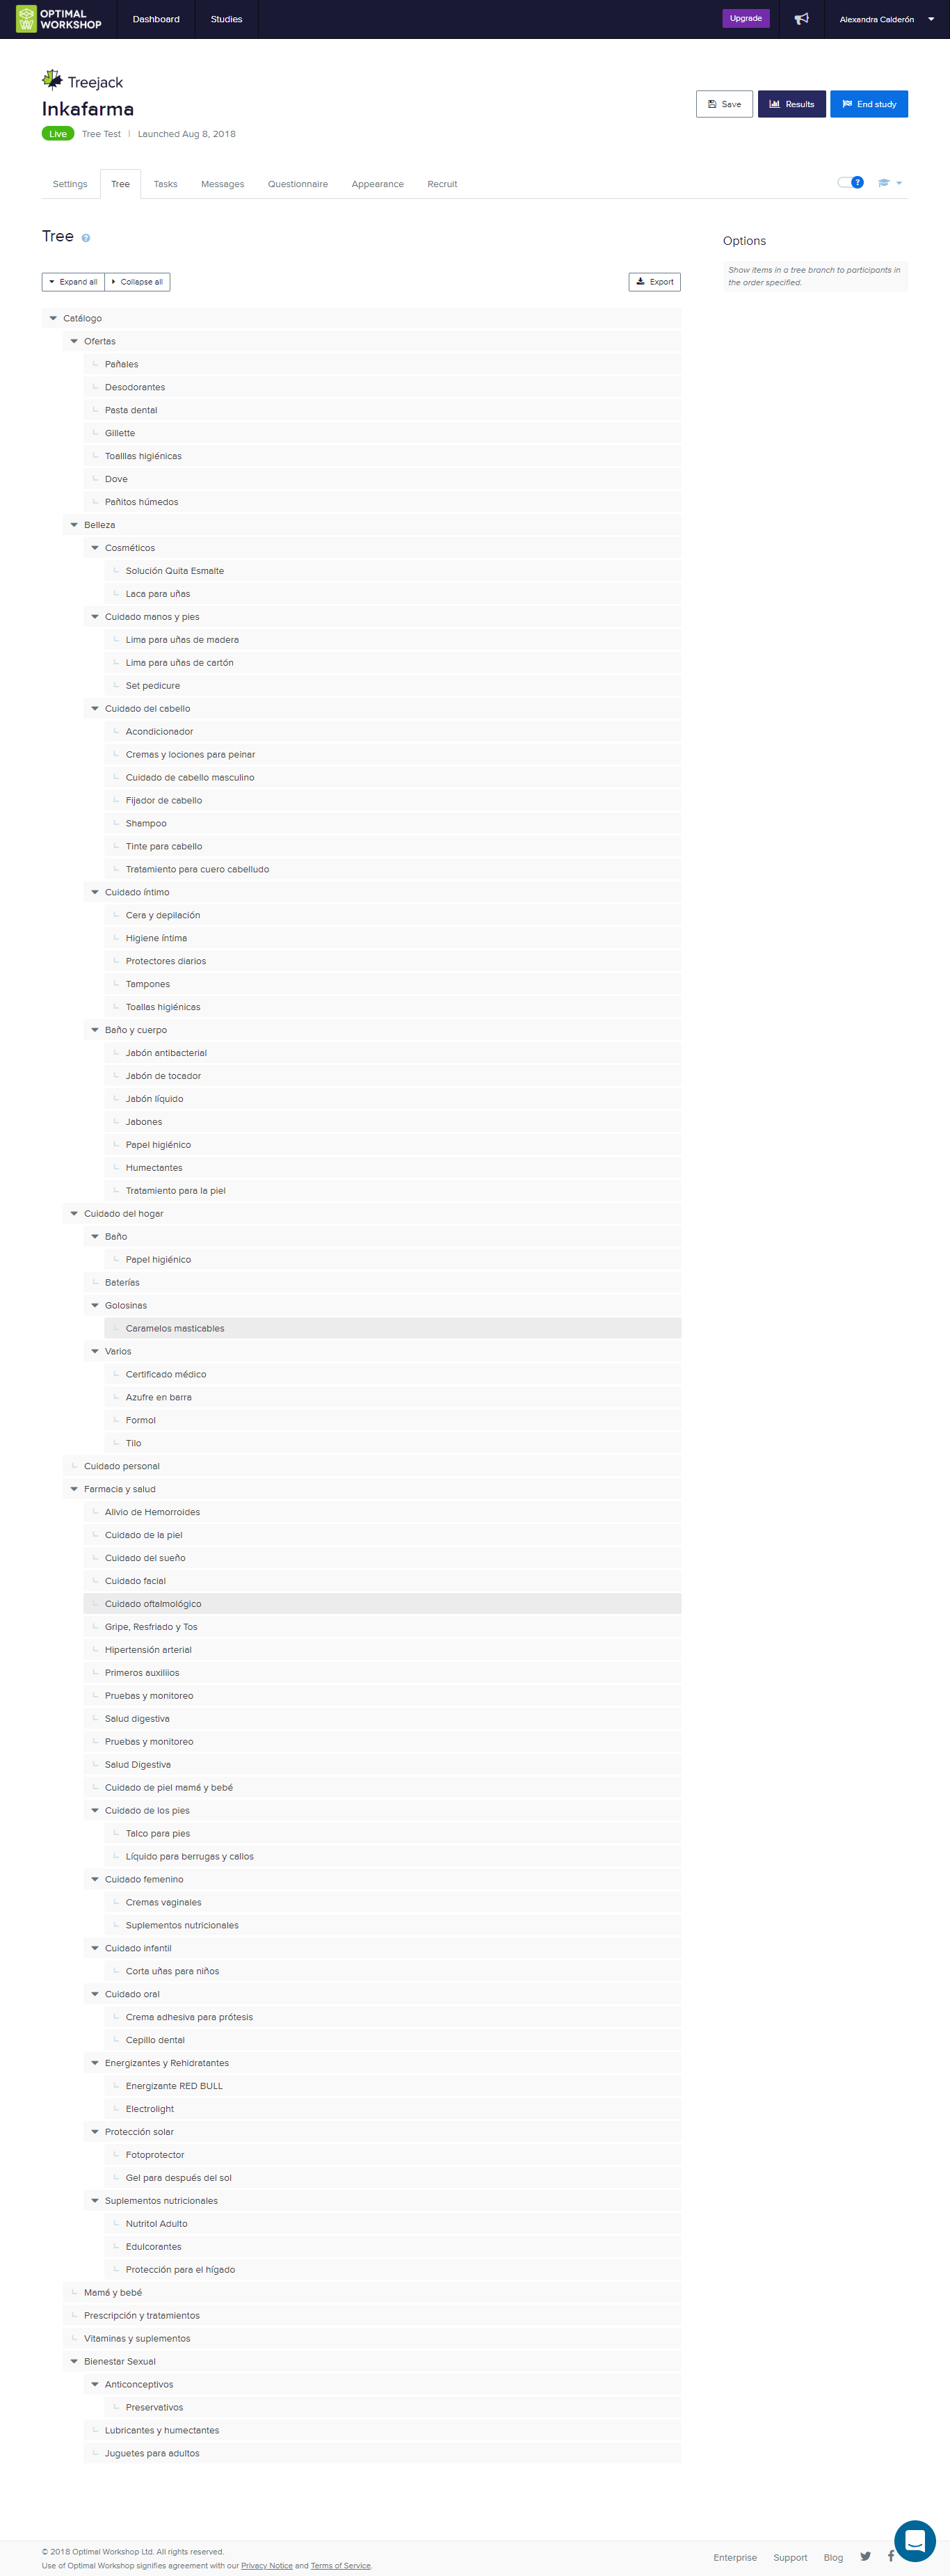 OPTIMAL WORKSHOP
Dashboard
Studies
Upgrade
Alexandra Calderón
Treejack
Inkafarma
Save
Results
End study
Live
Tree Test | Launched Aug 8, 2018
Settings
Tree
Tasks
Messages
Questionnaire
Appearance
Recruit
?
Tree ?
Options
Show items in a tree branch to participants in
the order specified.
Expand all
Collapse all
Export
Catálogo
Ofertas
Pañales
Desodorantes
Pasta dental
Gillette
Toalllas higiénicas
Dove
Pañitos húmedos
Belleza
Cosméticos
Solución Quita Esmalte
Laca para uñas
Cuidado manos y pies
Lima para uñas de madera
Lima para uñas de cartón
Set pedicure
Cuidado del cabello
Acondicionador
Cremas y lociones para peinar
Cuidado de cabello masculino
Fijador de cabello
Shampoo
Tinte para cabello
Tratamiento para cuero cabelludo
Cuidado íntimo
Cera y depilación
Higiene íntima
Protectores diarios
Tampones
Toallas higiénicas
Baño y cuerpo
Jabón antibacterial
Jabón de tocador
Jabón líquido
Jabones
Papel higiénico
Humectantes
Tratamiento para la piel
Cuidado del hogar
Baño
Papel higiénico
Baterías
Golosinas
Caramelos masticables
Varios
Certificado médico
Azufre en barra
Formol
Tilo
Cuidado personal
Farmacia y salud
Alivio de Hemorroides
Cuidado de la piel
Cuidado del sueño
Cuidado facial
Cuidado oftalmológico
Gripe, Resfriado y Tos
Hipertensión arterial
Primeros auxiliios
Pruebas y monitoreo
Salud digestiva
Pruebas y monitoreo
Salud Digestiva
Cuidado de piel mamá y bebé
Cuidado de los pies
Talco para pies
Líquido para berrugas y callos
Cuidado femenino
Cremas vaginales
Suplementos nutricionales
Cuidado infantil
Corta uñas para niños
Cuidado oral
Crema adhesiva para prótesis
Cepillo dental
Energizantes y Rehidratantes
Energizante RED BULL
Electrolight
Protección solar
Fotoprotector
Gel para después del sol
Suplementos nutricionales
Nutritol Adulto
Edulcorantes
Protección para el hígado
Mamá y bebé
Prescripción y tratamientos
Vitaminas y suplementos
Bienestar Sexual
Anticonceptivos
Preservativos
Lubricantes y humectantes
Juguetes para adultos
© 2018 Optimal Workshop Ltd. All rights reserved.
Use of Optimal Workshop signifies agreement with our Privacy Notice and Terms of Service.
Enterprise
Support
Blog